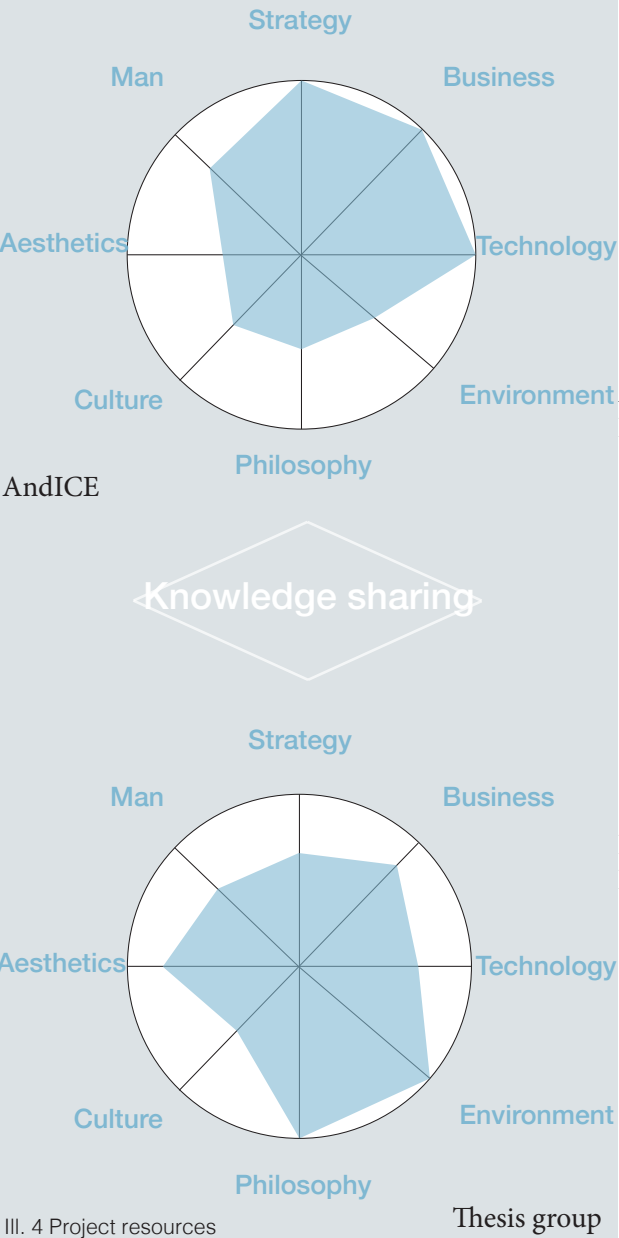 Strategy
Man
Business
Aesthetics
Technology
Culture
Environment
Philosophy
AndICE
Knowledge sharing
Strategy
Man
Business
Aesthetics
Technology
Culture
Environment
Philosophy
Thesis group
Ill. 4 Project resources